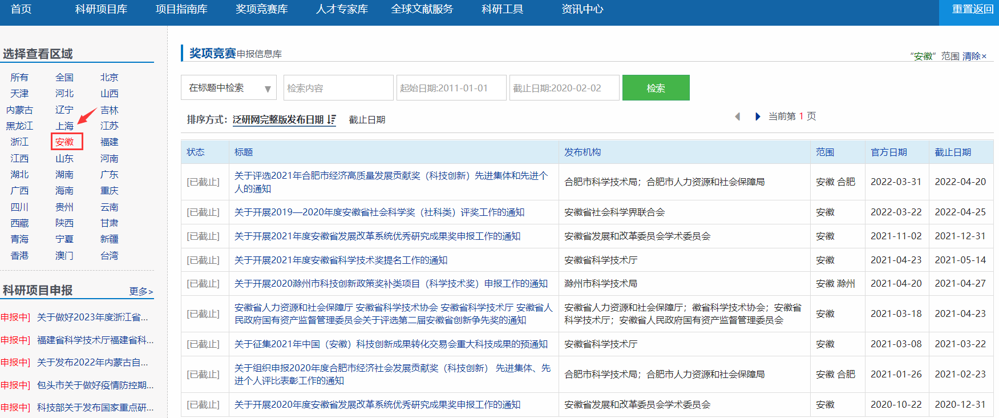 首页 科研项目库 项目指南库 奖项竞赛库 人才专家库 全球文献服务 科研工具 资讯中心 重置返回
选择查看区域
所有 全国 北京
天津 河北 山西
内蒙古 辽宁 吉林
黑龙江 上海 江苏
浙江 安徽 福建
江西 山东 河南
湖北 湖南 广东
广西 海南 重庆
四川 贵州 云南
西藏 陕西 甘肃
青海 宁夏 新疆
香港 澳门 台湾
科研项目申报 更多>
申报中] 关于做好2023年度浙江省...
申报中] 福建省科学技术厅福建省科...
申报中] 关于发布2022年内蒙古自...
申报中] 包头市关于做好疫情防控期...
申报中] 科技部关于发布国家重点研...
奖项竞赛申报信息库 “安徽” 范围 清除×
在标题中检索 ▼ 检索内容 起始日期:2011-01-01 截止日期:2020-02-02 检索
排序方式: 泛研网完整版发布日期 截止日期 当前第 1 页
状态 标题 发布机构 范围 官方日期 截止日期
[已截止] 关于评选2021年合肥市经济高质量发展贡献奖（科技创新）先进集体和先进个
人的通知 合肥市科学技术局；合肥市人力资源和社会保障局 安徽 合肥 2022-03-31 2022-04-20
[已截止] 关于开展2019—2020年度安徽省社会科学奖（社科类）评奖工作的通知 安徽省社会科学界联合会 安徽 2022-03-22 2022-04-25
[已截止] 关于开展2021年度安徽省发展改革系统优秀研究成果奖申报工作的通知 安徽省发展和改革委员会学术委员会 安徽 2021-11-02 2021-12-31
[已截止] 关于开展2021年度安徽省科学技术奖提名工作的通知 安徽省科学技术厅 安徽 2021-04-23 2021-05-14
[已截止] 关于开展2020滁州市科技创新政策奖补类项目（科学技术奖）申报工作的通知 滁州市科学技术局 安徽 滁州 2021-04-20 2021-04-27
[已截止] 安徽省人力资源和社会保障厅 安徽省科学技术协会 安徽省科学技术厅 安徽省人
民政府国有资产监督管理委员会关于评选第二届安徽省创新争先奖的通知 安徽省人力资源和社会保障厅；徽省科学技术协会；安徽省
科学技术厅；安徽省人民政府国有资产监督管理委员会 安徽 2021-03-18 2021-04-23
[已截止] 关于征集2021年中国（安徽）科技创新成果转化交易会重大科技成果的预通知 安徽省科学技术厅 安徽 2021-03-08 2021-03-22
[已截止] 关于组织申报2020年度合肥市经济社会发展贡献奖（科技创新） 先进集体、先
进个人评比表彰工作的通知 合肥市科学技术局；合肥市人力资源和社会保障局 安徽 合肥 2021-01-26 2021-02-23
[已截止] 关于开展2020年度安徽省发展改革系统优秀研究成果奖申报工作的通知 安徽省发展和改革委员会学术委员会 安徽 2020-10-22 2020-12-31